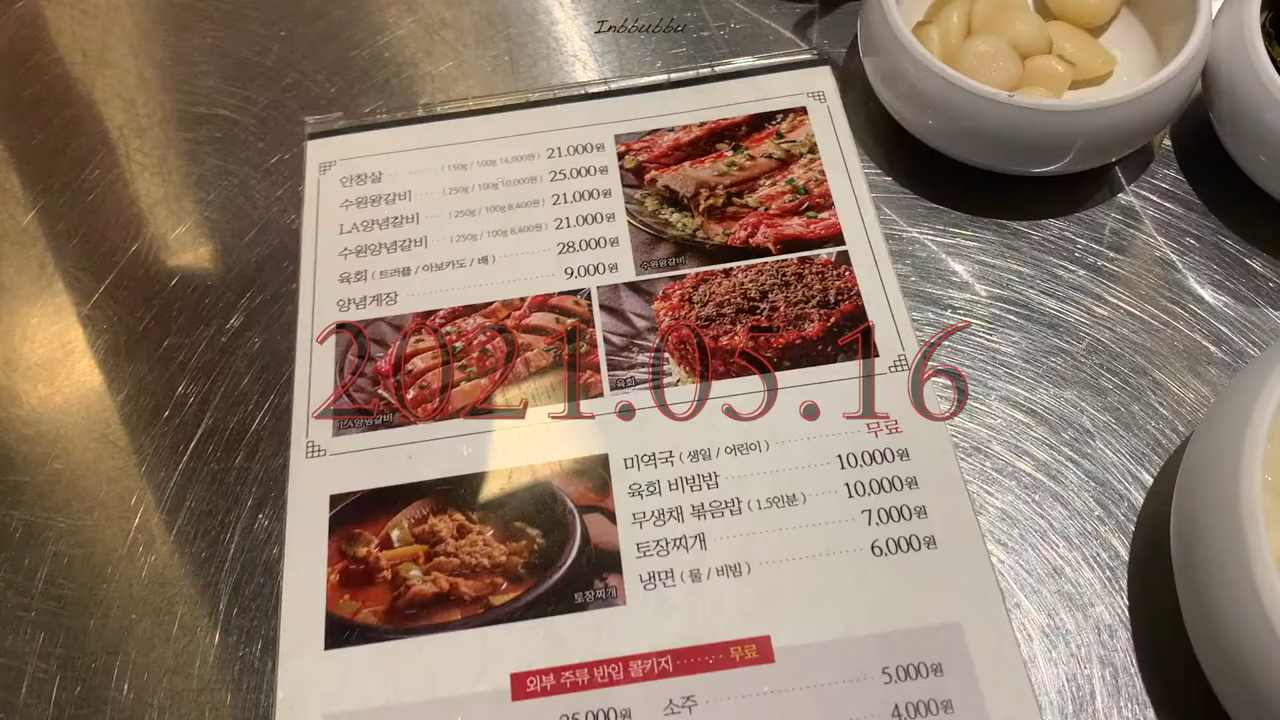 Inbbubbu
안창살 ( 150g / 100g 14,000원 ) 21,000원
수원왕갈비 ( 250g / 100g 10,000원 ) 25,000원
LA양념갈비 ( 250g / 100g 8,400원 ) 21,000원
수원양념갈비 ( 250g / 100g 8,400원 ) 21,000원
육회 ( 트러플 / 아보카도 / 배 ) 28,000원
양념게장 9,000원
수원왕갈비
LA양념갈비
육회
2021.05.16
미역국 ( 생일 / 어린이 ) 무료
육회 비빔밥 10,000원
무생채 볶음밥 ( 1.5인분 ) 10,000원
토장찌개 7,000원
냉면 ( 물 / 비빔 ) 6,000원
토장찌개
외부 주류 반입 콜키지 무료
25,000원
소주 5,000원
4,000원